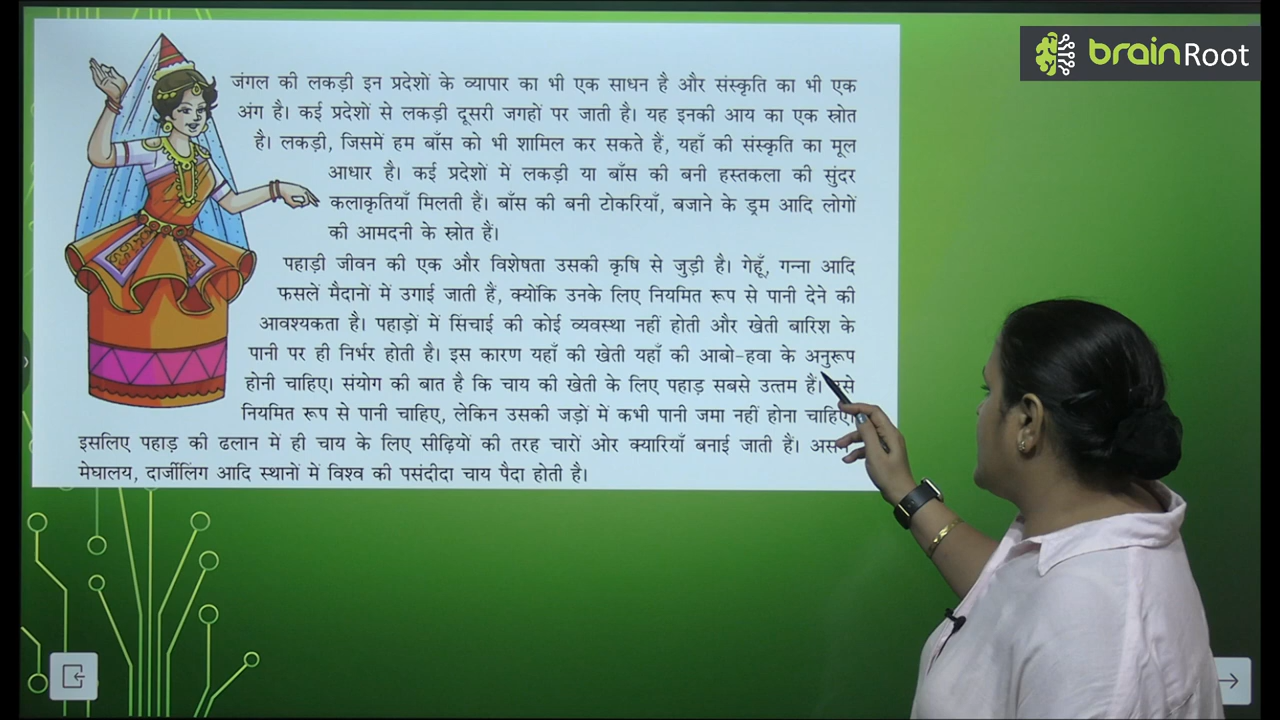 brainRoot
जंगल की लकड़ी इन प्रदेशों के व्यापार का भी एक साधन है और संस्कृति का भी एक
अंग है। कई प्रदेशों से लकड़ी दूसरी जगहों पर जाती है। यह इनकी आय का एक स्रोत
है। लकड़ी, जिसमें हम बाँस को भी शामिल कर सकते हैं, यहाँ की संस्कृति का मूल
आधार है। कई प्रदेशों में लकड़ी या बाँस की बनी हस्तकला की सुंदर
कलाकृतियाँ मिलती हैं। बाँस की बनी टोकरियाँ, बजाने के ड्रम आदि लोगों
की आमदनी के स्रोत हैं।
पहाड़ी जीवन की एक और विशेषता उसकी कृषि से जुड़ी है। गेहूँ, गन्ना आदि
फसलें मैदानों में उगाई जाती हैं, क्योंकि उनके लिए नियमित रूप से पानी देने की
आवश्यकता है। पहाड़ों में सिंचाई की कोई व्यवस्था नहीं होती और खेती बारिश के
पानी पर ही निर्भर होती है। इस कारण यहाँ की खेती यहाँ की आबो-हवा के अनुरूप
होनी चाहिए। संयोग की बात है कि चाय की खेती के लिए पहाड़ सबसे उत्तम हैं।
नियमित रूप से पानी चाहिए, लेकिन उसकी जड़ों में कभी पानी जमा नहीं होना चाहिए।
इसलिए पहाड़ की ढलान में ही चाय के लिए सीढ़ियों की तरह चारों ओर क्यारियाँ बनाई जाती हैं।
मेघालय, दार्जीलिंग आदि स्थानों में विश्व की पसंदीदा चाय पैदा होती है।